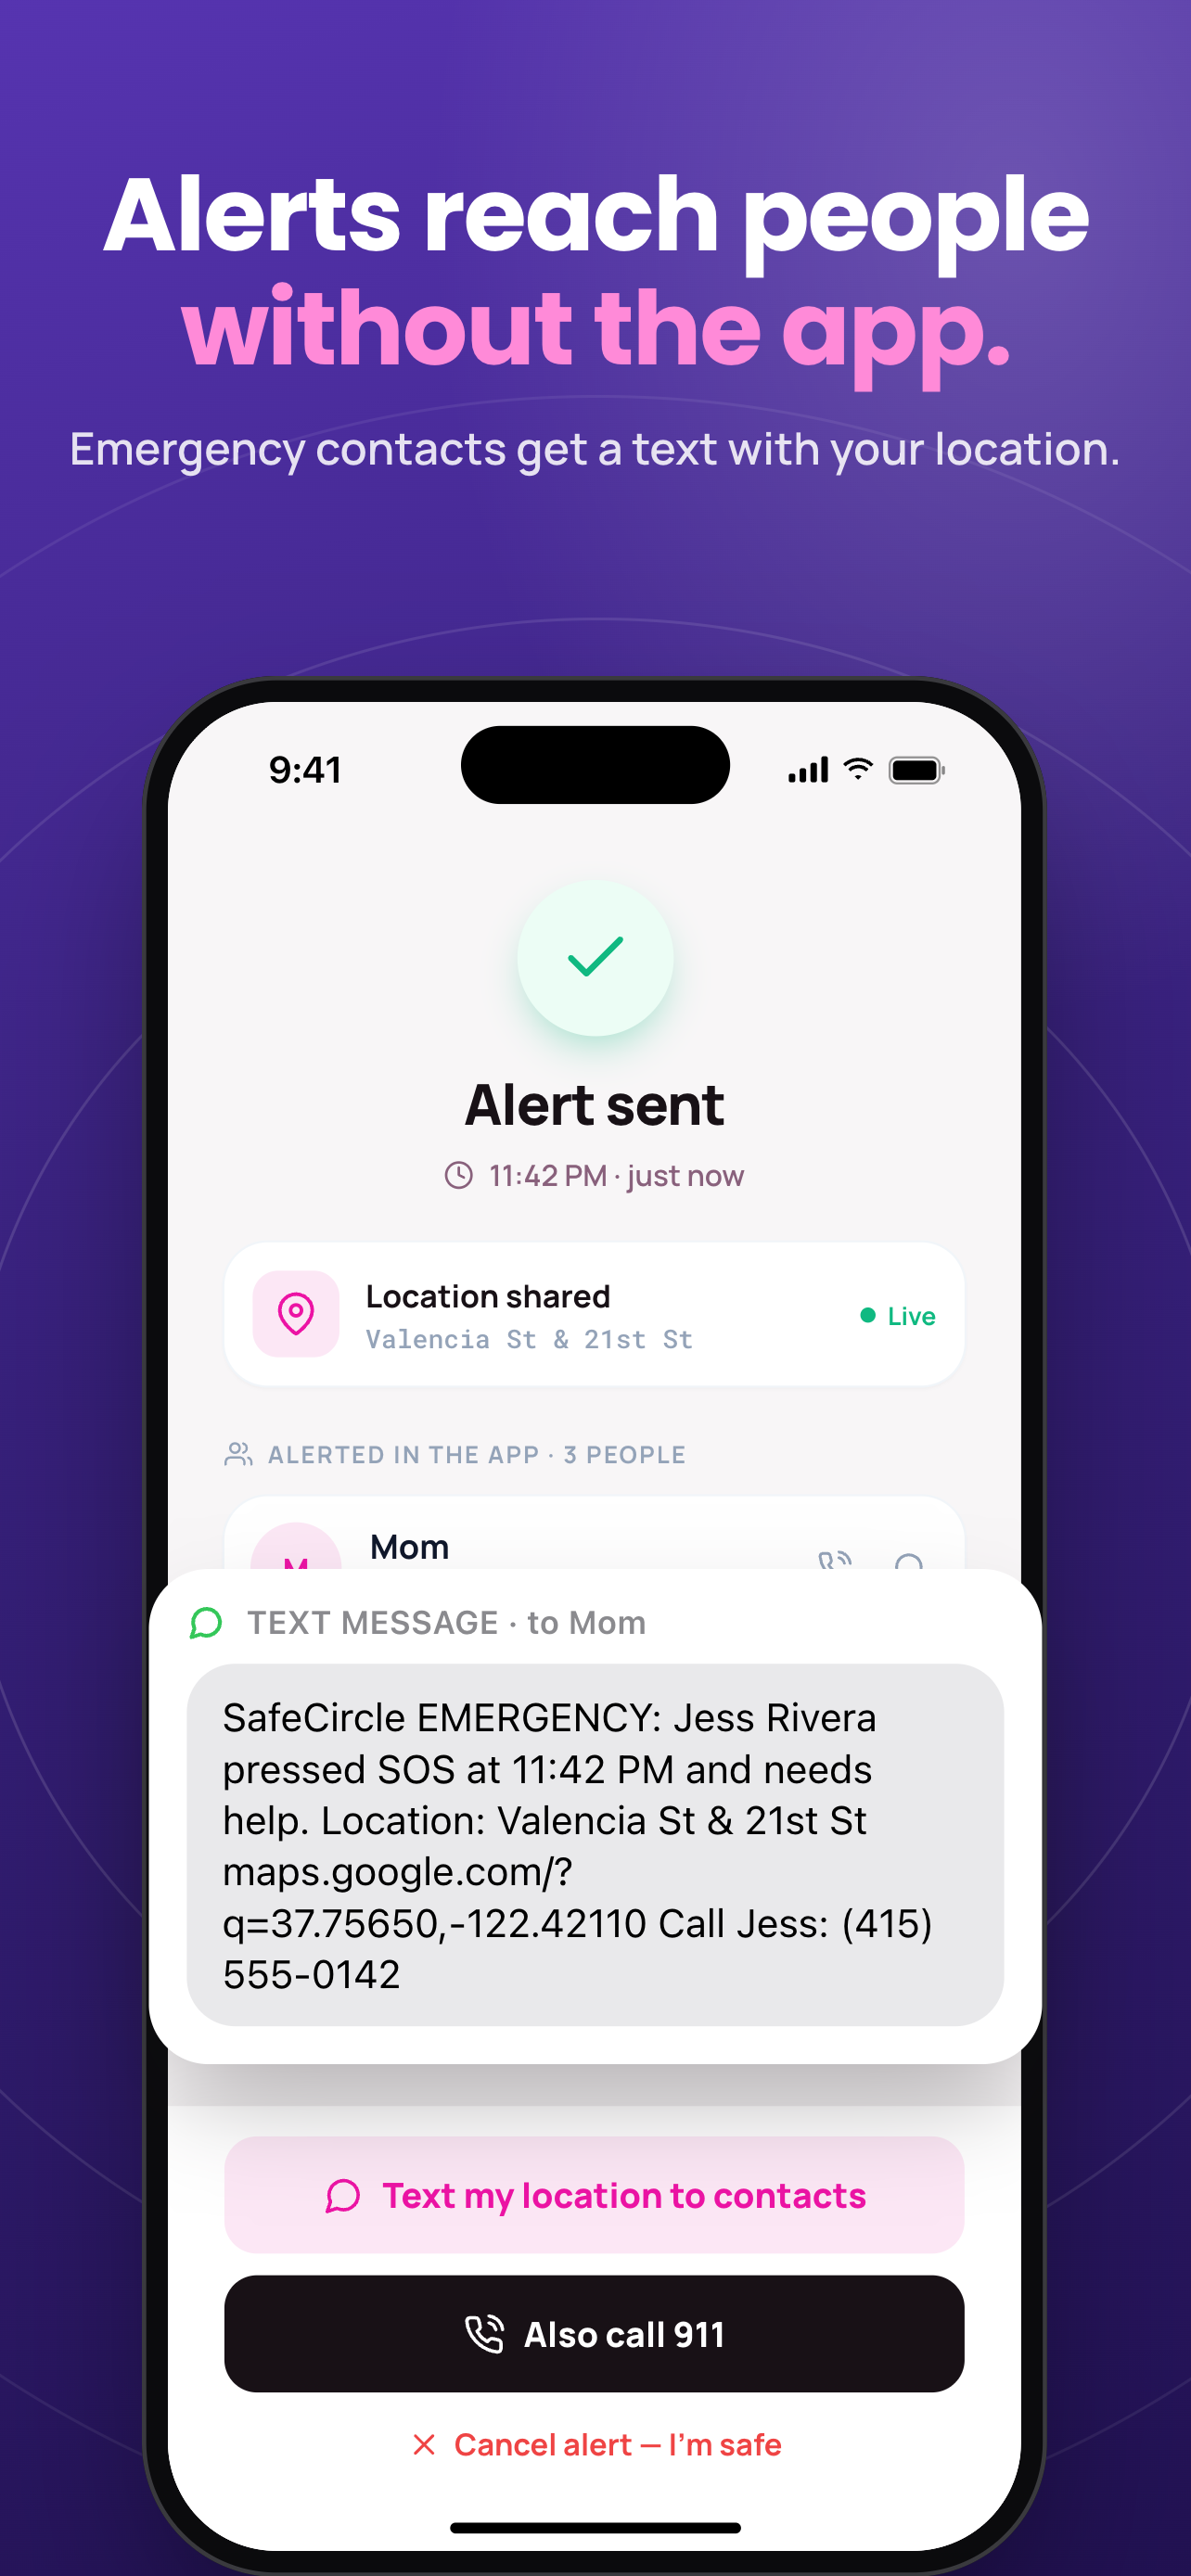 Alerts reach people
without the app.
Emergency contacts get a text with your location.
9:41
Alert sent
11:42 PM · just now
Location shared
Valencia St & 21st St
Live
ALERTED IN THE APP · 3 PEOPLE
M
Mom
TEXT MESSAGE · to Mom
SafeCircle EMERGENCY: Jess Rivera
pressed SOS at 11:42 PM and needs
help. Location: Valencia St & 21st St
maps.google.com/?
q=37.75650,-122.42110 Call Jess: (415)
555-0142
Text my location to contacts
Also call 911
Cancel alert — I'm safe